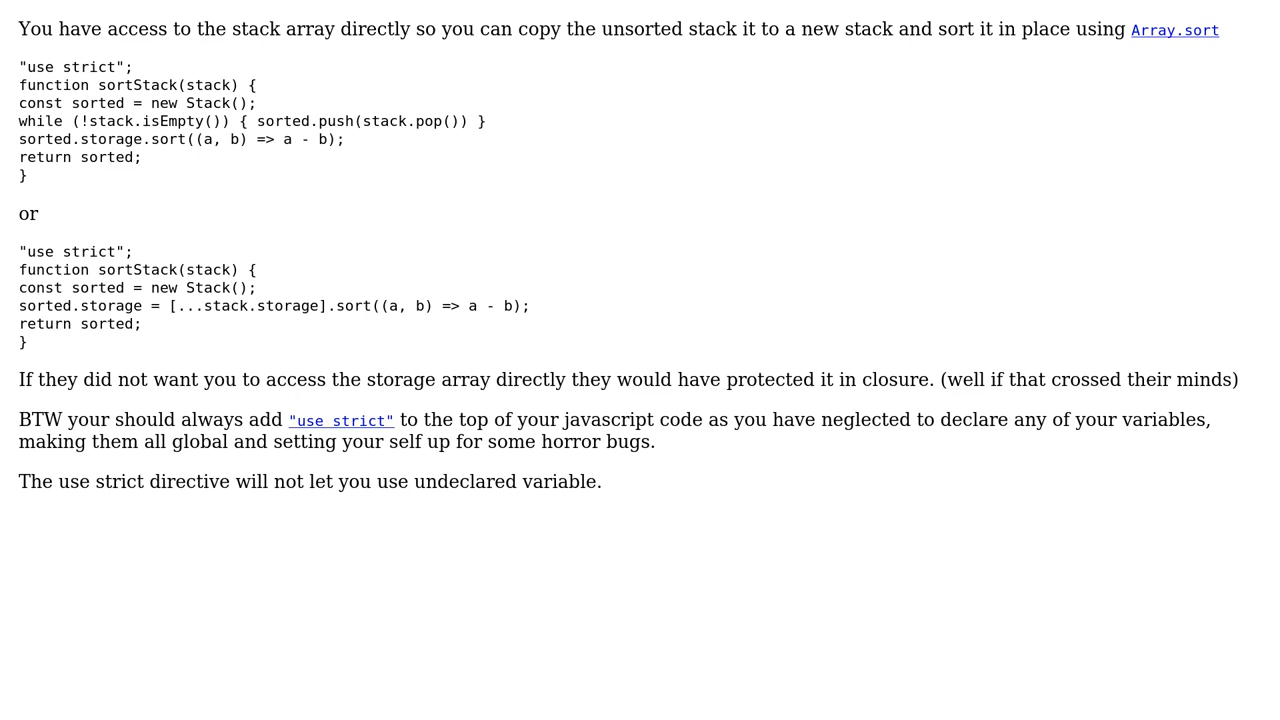 You have access to the stack array directly so you can copy the unsorted stack it to a new stack and sort it in place using Array.sort
"use strict";
function sortStack(stack) {
const sorted = new Stack();
while (!stack.isEmpty()) { sorted.push(stack.pop()) }
sorted.storage.sort((a, b) => a - b);
return sorted;
}
or
"use strict";
function sortStack(stack) {
const sorted = new Stack();
sorted.storage = [...stack.storage].sort((a, b) => a - b);
return sorted;
}
If they did not want you to access the storage array directly they would have protected it in closure. (well if that crossed their minds)
BTW your should always add "use strict" to the top of your javascript code as you have neglected to declare any of your variables,
making them all global and setting your self up for some horror bugs.
The use strict directive will not let you use undeclared variable.